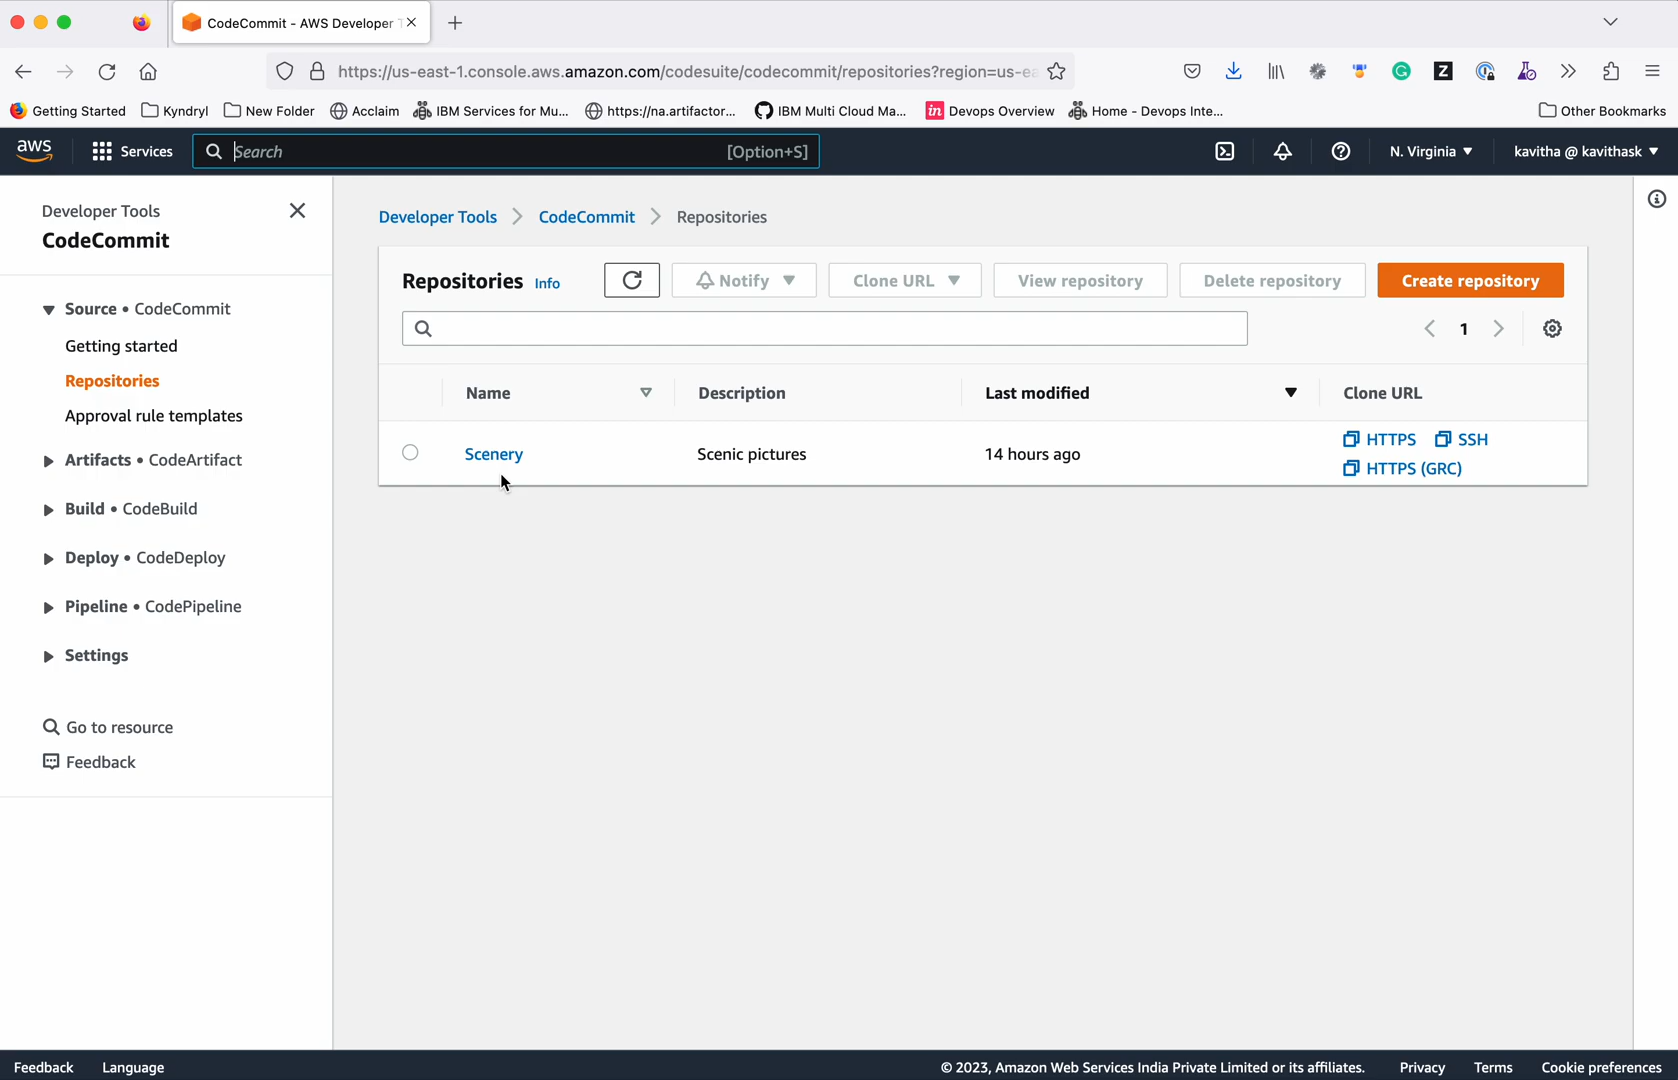 CodeCommit - AWS Developer T
https://us-east-1.console.aws.amazon.com/codesuite/codecommit/repositories?region=us-ea
Getting Started Kyndryl New Folder Acclaim IBM Services for Mu... https://na.artifactor... IBM Multi Cloud Ma... in Devops Overview Home - Devops Inte... Other Bookmarks
aws Services Search [Option+S] N. Virginia kavitha @ kavithask
Developer Tools
CodeCommit
Source • CodeCommit
Getting started
Repositories
Approval rule templates
Artifacts • CodeArtifact
Build • CodeBuild
Deploy • CodeDeploy
Pipeline • CodePipeline
Settings
Go to resource
Feedback
Developer Tools CodeCommit Repositories
Repositories Info Notify Clone URL View repository Delete repository Create repository
1
Name Description Last modified Clone URL
Scenery Scenic pictures 14 hours ago HTTPS SSH
HTTPS (GRC)
Feedback Language © 2023, Amazon Web Services India Private Limited or its affiliates. Privacy Terms Cookie preferences